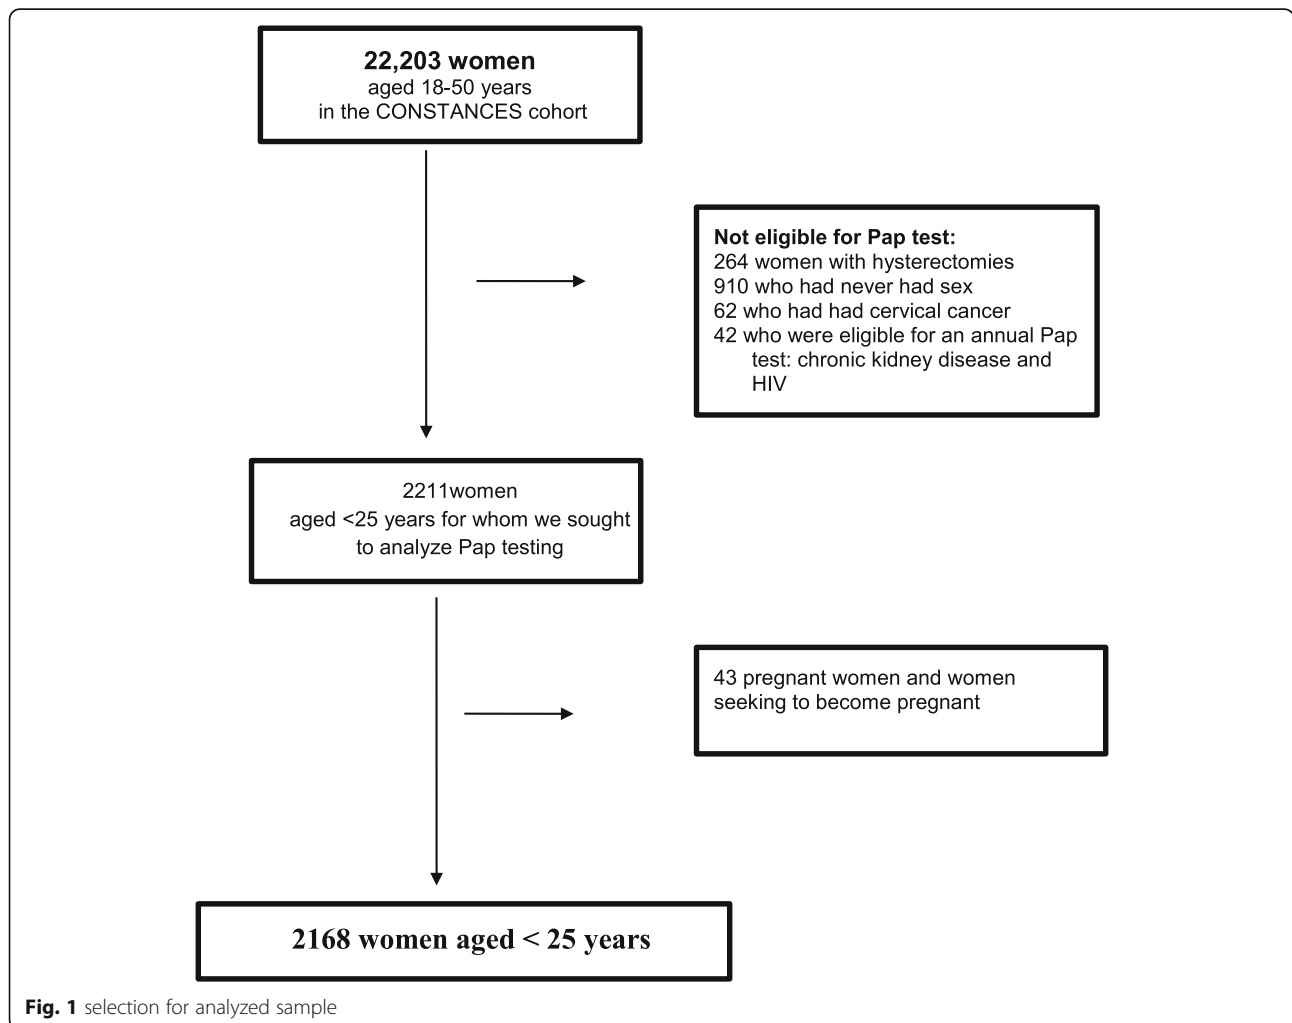 22,203 women
aged 18-50 years
in the CONSTANCES cohort
Not eligible for Pap test:
264 women with hysterectomies
910 who had never had sex
62 who had had cervical cancer
42 who were eligible for an annual Pap
test: chronic kidney disease and
HIV
2211women
aged <25 years for whom we sought
to analyze Pap testing
43 pregnant women and women
seeking to become pregnant
2168 women aged < 25 years
Fig. 1 selection for analyzed sample